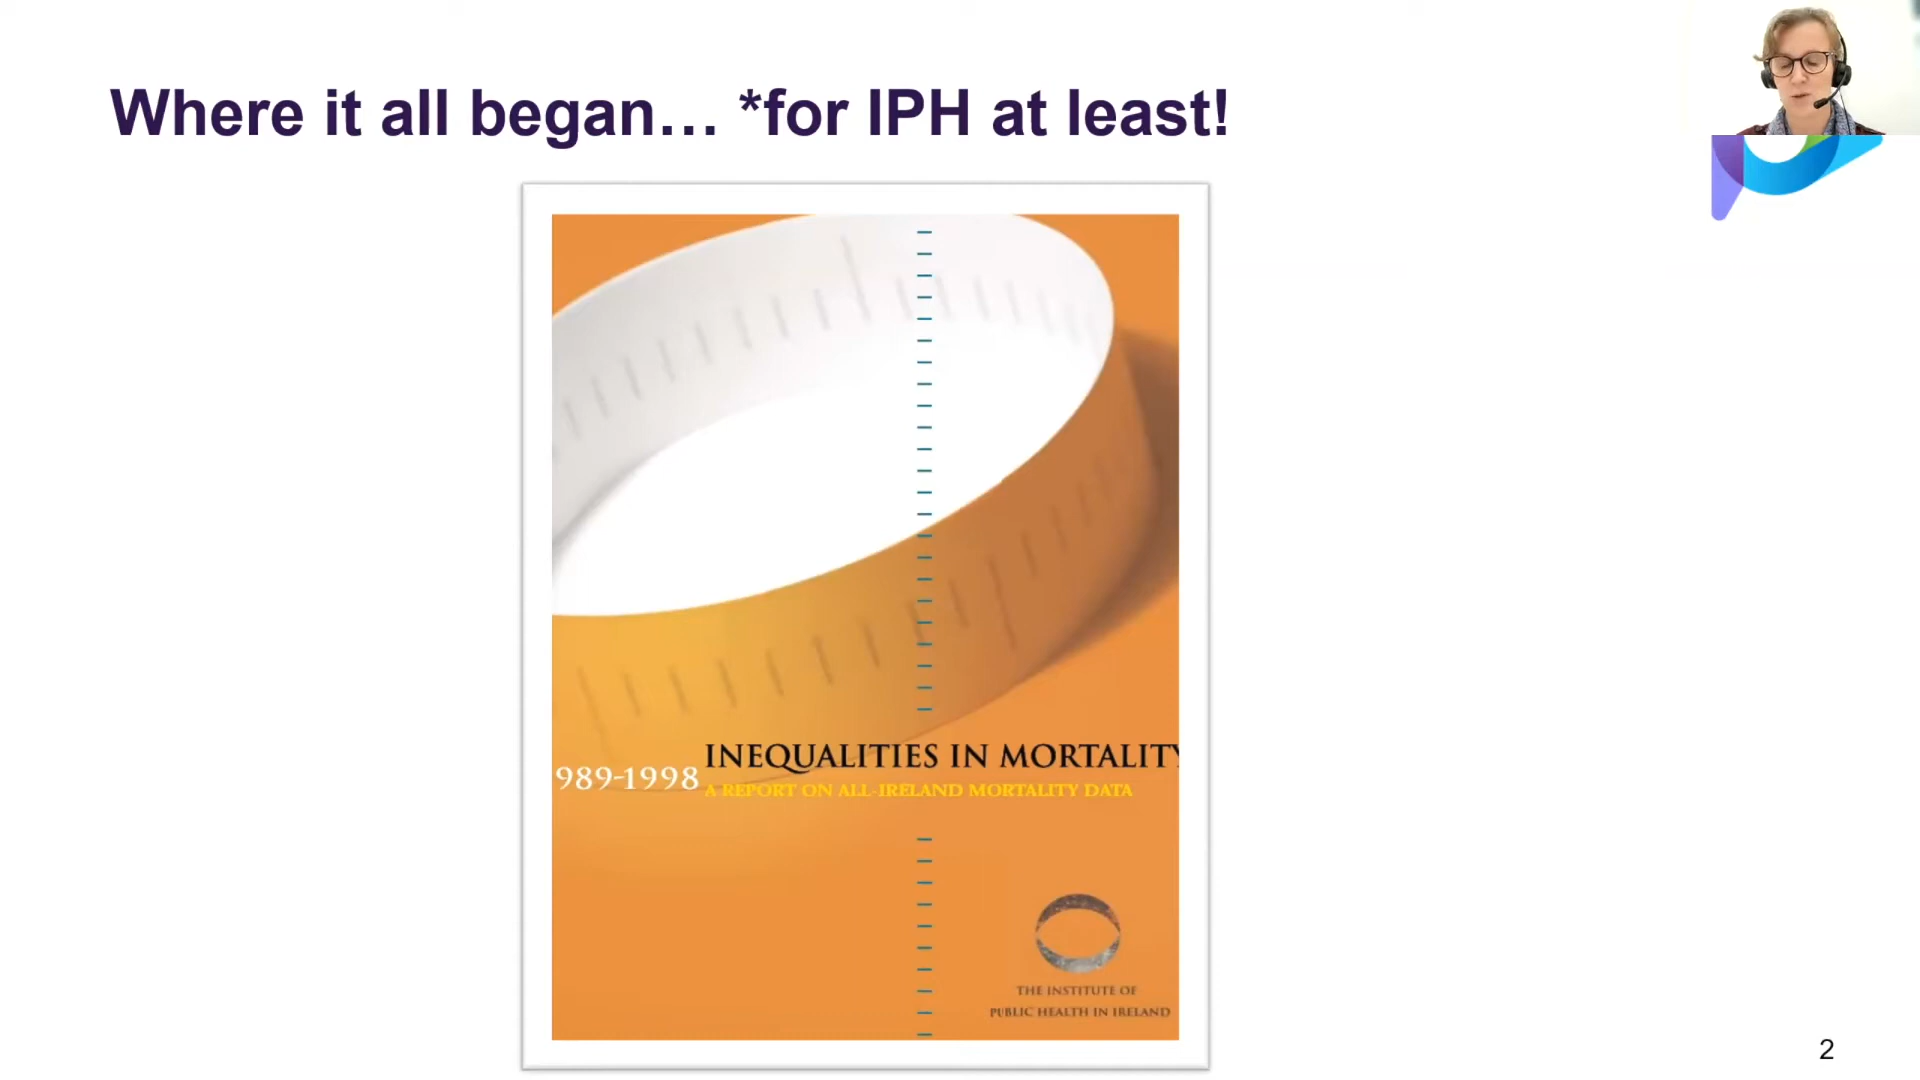 Where it all began… *for IPH at least!
INEQUALITIES IN MORTALITY
989-1998
A REPORT ON ALL-IRELAND MORTALITY DATA
THE INSTITUTE OF
PUBLIC HEALTH IN IRELAND
2